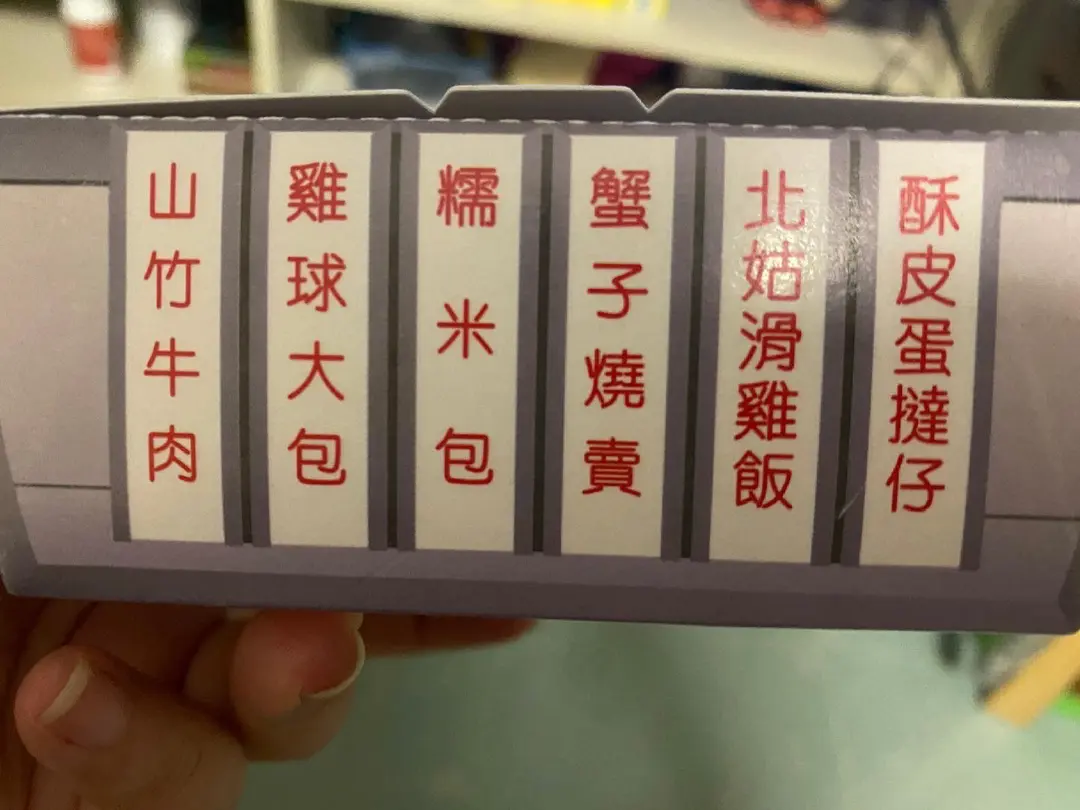 山竹牛肉
雞球大包
糯米包
蟹子燒賣
北姑滑雞飯
酥皮蛋撻仔